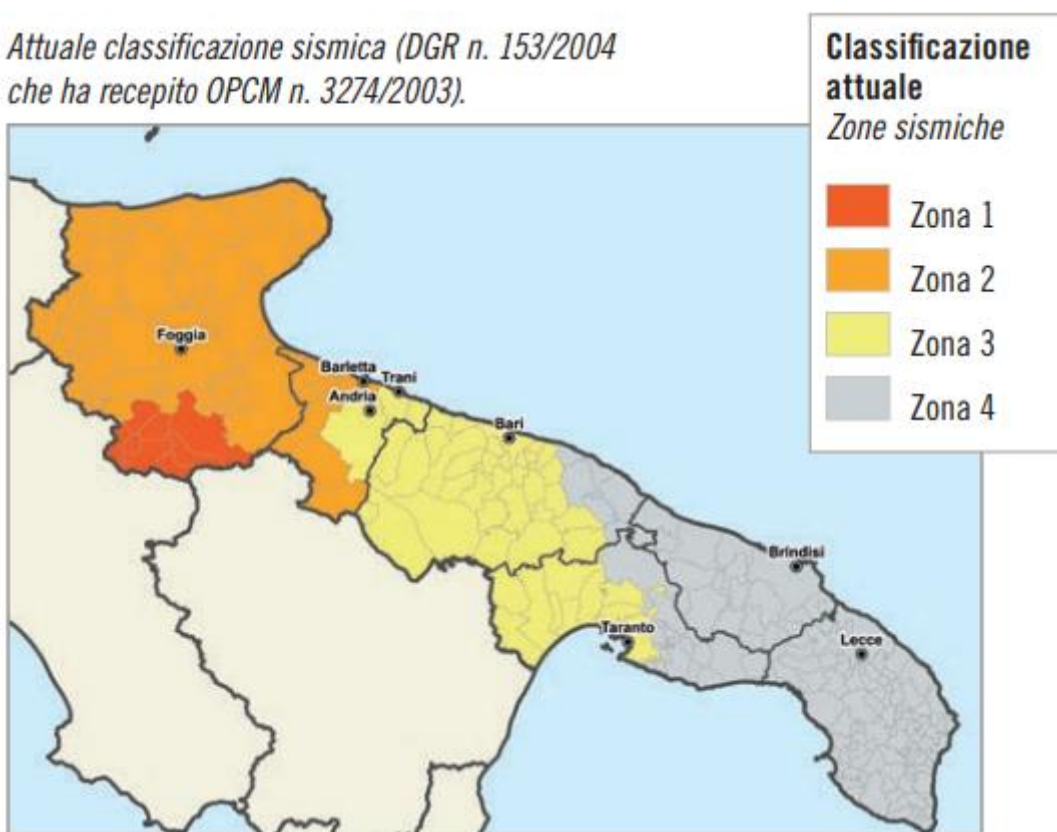 Attuale classificazione sismica (DGR n. 153/2004
che ha recepito OPCM n. 3274/2003).
Classificazione
attuale
Zone sismiche
Zona 1
Zona 2
Zona 3
Zona 4
Foggia
Barletta
Trani
Andria
Bari
Brindisi
Taranto
Lecce